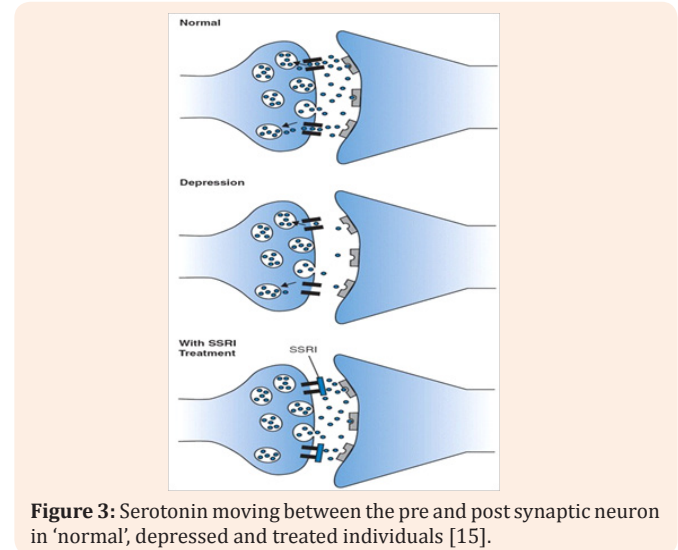 Normal
Depression
With SSRI
Treatment
SSRI
Figure 3: Serotonin moving between the pre and post synaptic neuron
in ‘normal’, depressed and treated individuals [15].